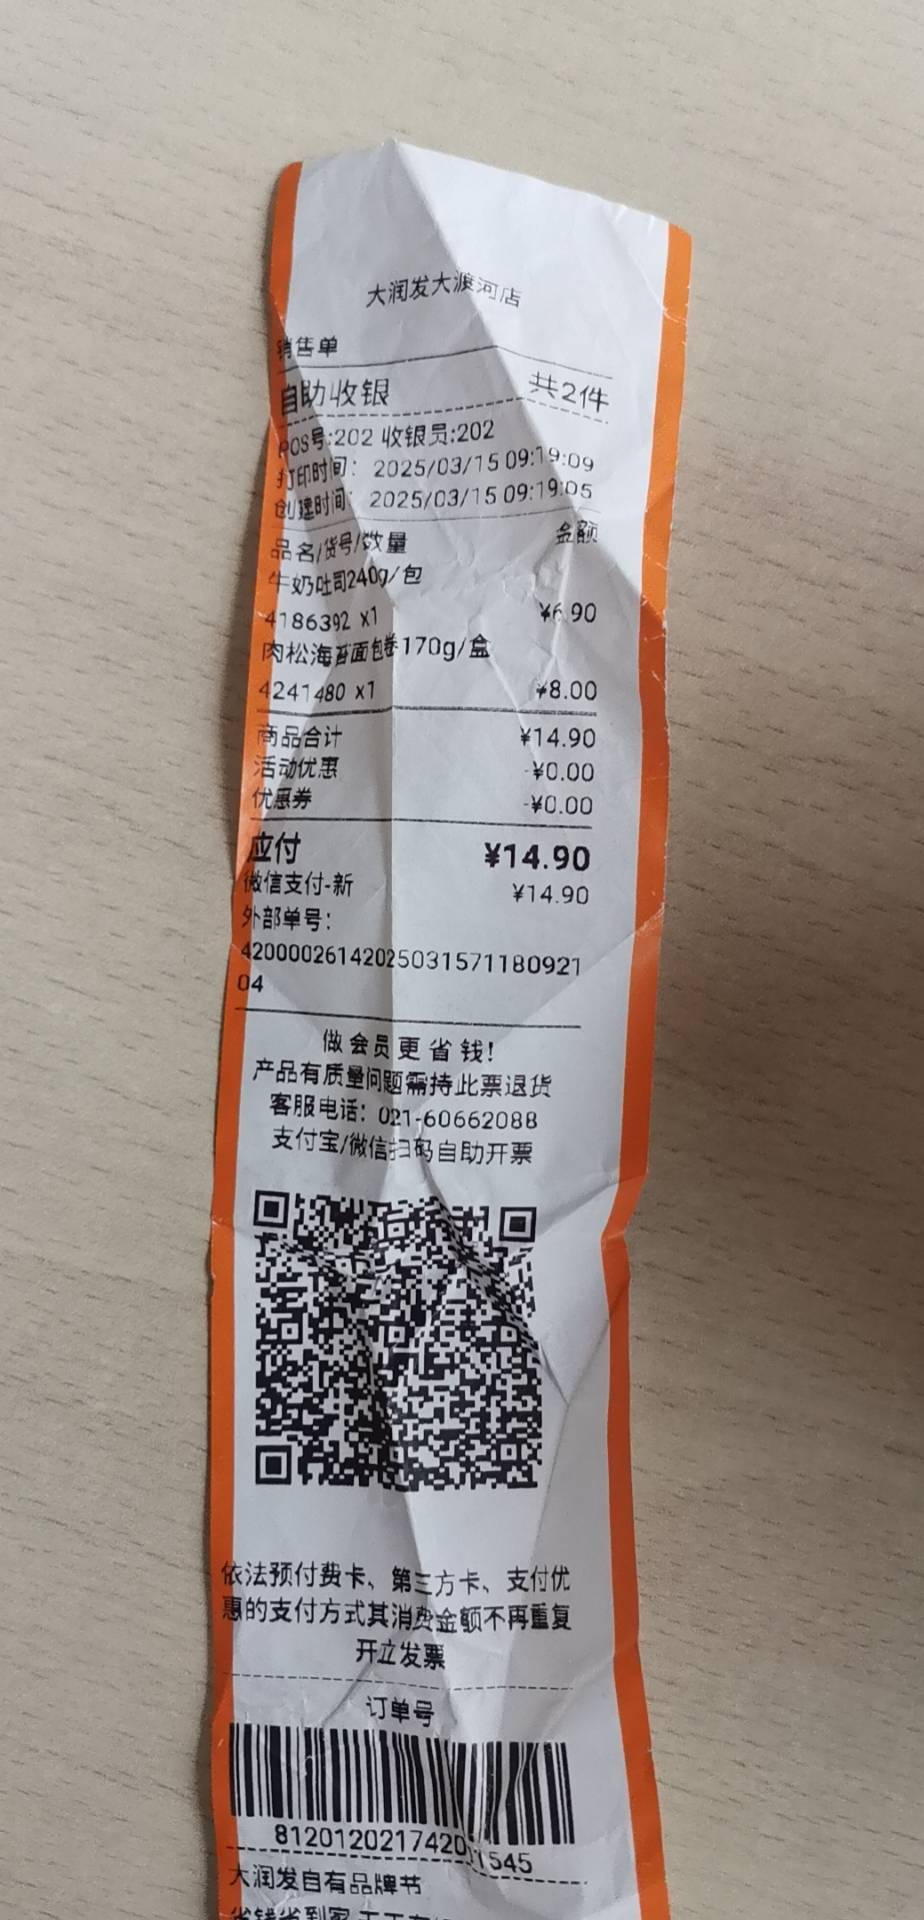 大润发大渡河店
销售单
自助收银 共2件
POS号:202 收银员:202
打印时间: 2025/03/15 09:19:09
创建时间: 2025/03/15 09:19:05
品名/货号/数量 金额
牛奶吐司240g/包
4186392 x1 ¥6.90
肉松海苔面包卷170g/盒
4241480 x1 ¥8.00
商品合计 ¥14.90
活动优惠 -¥0.00
优惠券 -¥0.00
应付 ¥14.90
微信支付-新 ¥14.90
外部单号:
42000026142025031571180921
04
做会员更省钱!
产品有质量问题需持此票退货
客服电话: 021-60662088
支付宝/微信扫码自助开票
依法预付费卡、第三方卡、支付优
惠的支付方式其消费金额不再重复
开立发票
订单号
大润发自有品牌节
省钱省到家